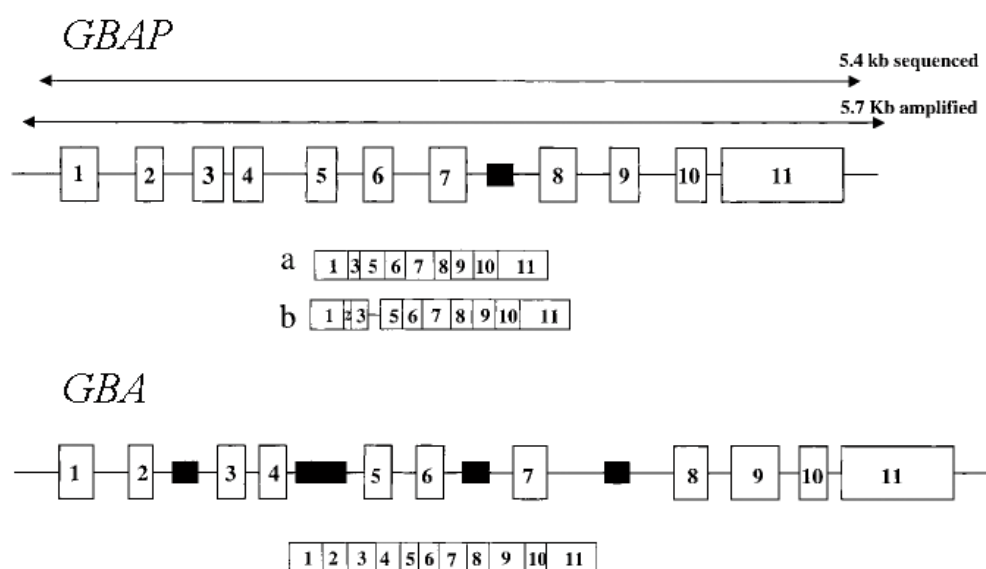 GBAP
5.4 kb sequenced
5.7 Kb amplified
1 2 3 4 5 6 7 8 9 10 11
a 1 3 5 6 7 8 9 10 11
b 1 2 3 5 6 7 8 9 10 11
GBA
1 2 3 4 5 6 7 8 9 10 11
1 2 3 4 5 6 7 8 9 10 11